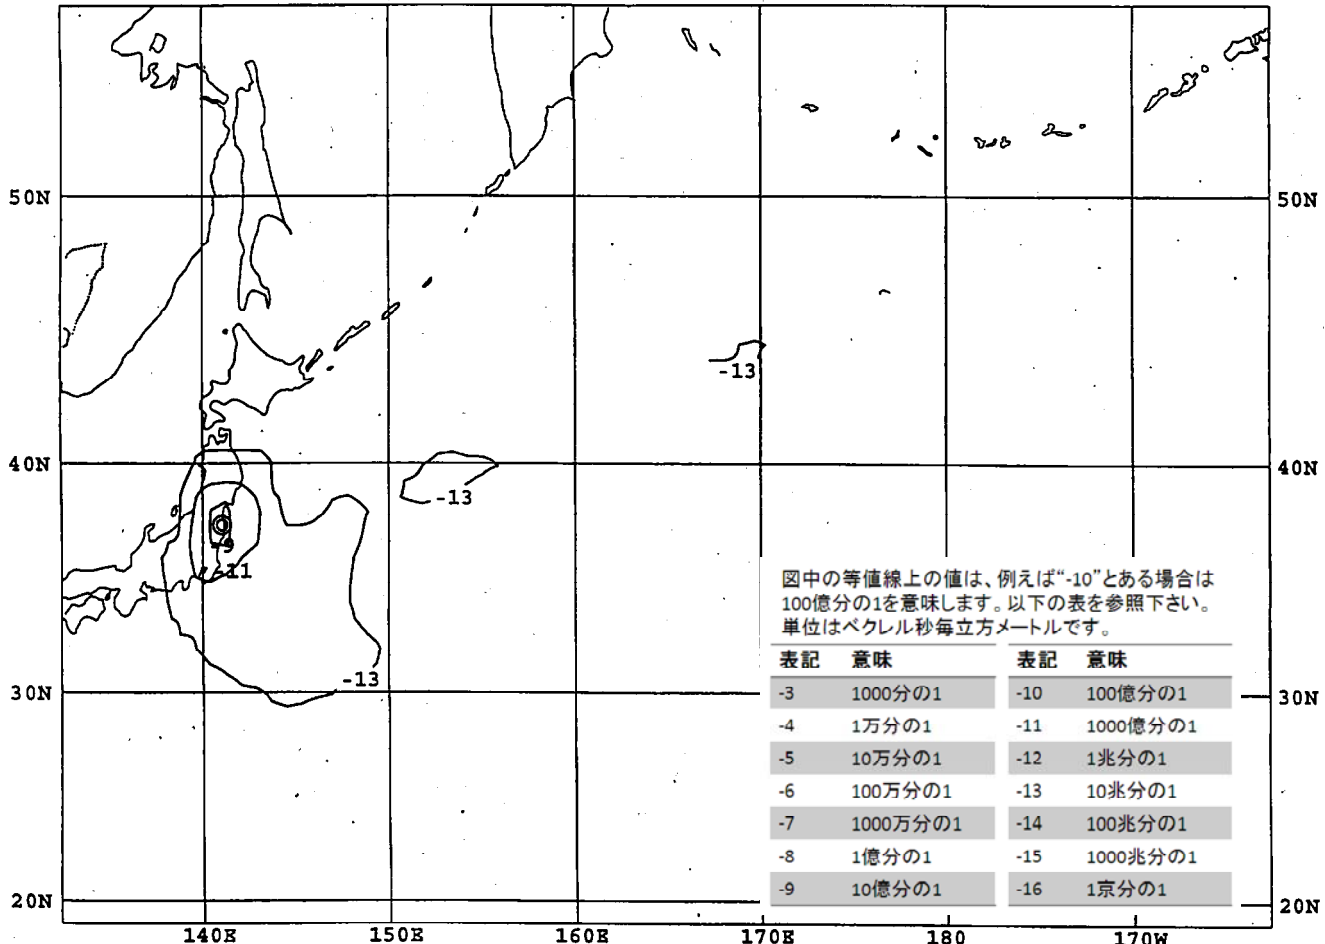 50N
50N
-13
40N
40N
-13
-9
-11
図中の等値線上の値は、例えば“-10”とある場合は
100億分の1を意味します。以下の表を参照下さい。
単位はベクレル秒毎立方メートルです。
表記 意味 表記 意味
-13
30N
-3 1000分の1 -10 100億分の1
30N
-4 1万分の1 -11 1000億分の1
-5 10万分の1 -12 1兆分の1
-6 100万分の1 -13 10兆分の1
-7 1000万分の1 -14 100兆分の1
-8 1億分の1 -15 1000兆分の1
-9 10億分の1 -16 1京分の1
20N
20N
140E 150E 160E 170E 180 170W